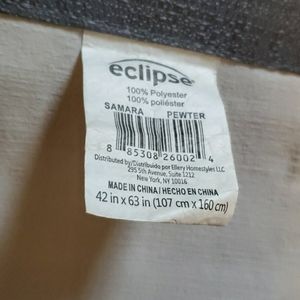 eclipse
100% Polyester
100% poliéster
SAMARA PEWTER
8 85308 26002 4
Distributed by/Distribuido por Ellery Homestyles LLC.
295 5th Avenue, Suite 1212
New York, NY 10016
MADE IN CHINA / HECHO EN CHINA
42 in x 63 in (107 cm x 160 cm)